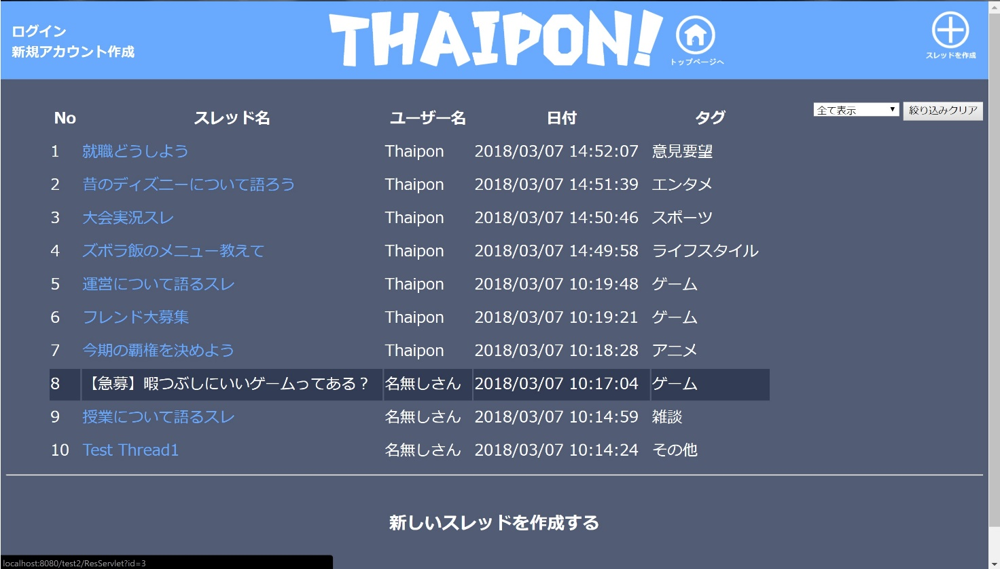 ログイン
新規アカウント作成
THAIPON!
トップページへ
スレッドを作成
全て表示 絞り込みクリア
No スレッド名 ユーザー名 日付 タグ
1 就職どうしよう Thaipon 2018/03/07 14:52:07 意見要望
2 昔のディズニーについて語ろう Thaipon 2018/03/07 14:51:39 エンタメ
3 大会実況スレ Thaipon 2018/03/07 14:50:46 スポーツ
4 ズボラ飯のメニュー教えて Thaipon 2018/03/07 14:49:58 ライフスタイル
5 運営について語るスレ Thaipon 2018/03/07 10:19:48 ゲーム
6 フレンド大募集 Thaipon 2018/03/07 10:19:21 ゲーム
7 今期の覇権を決めよう Thaipon 2018/03/07 10:18:28 アニメ
8 【急募】暇つぶしにいいゲームってある？ 名無しさん 2018/03/07 10:17:04 ゲーム
9 授業について語るスレ 名無しさん 2018/03/07 10:14:59 雑談
10 Test Thread1 名無しさん 2018/03/07 10:14:24 その他
新しいスレッドを作成する
localhost:8080/test2/ResServlet?id=3